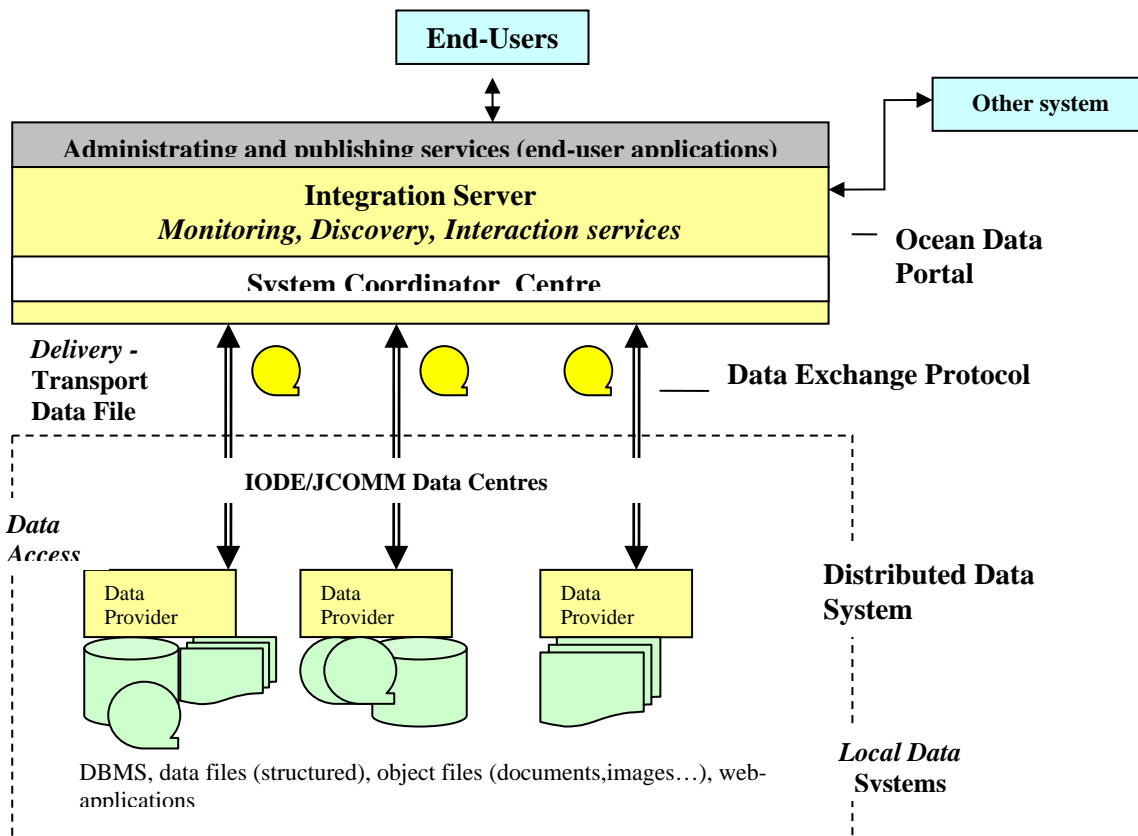 End-Users
Other system
Administrating and publishing services (end-user applications)
Integration Server
Monitoring, Discovery, Interaction services
Ocean Data
Portal
System Coordinator Centre
Delivery -
Transport
Data File
Data Exchange Protocol
IODE/JCOMM Data Centres
Data
Access
Distributed Data
System
Data
Provider
Data
Provider
Data
Provider
Local Data
Systems
DBMS, data files (structured), object files (documents,images…), web-
applications